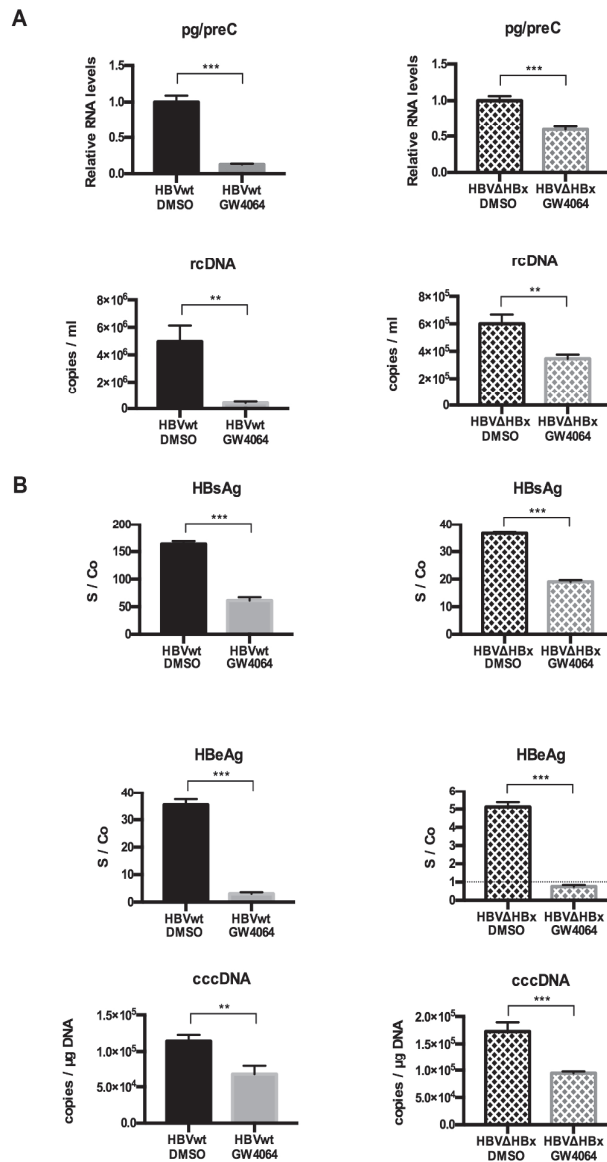 A
pg/preC
***
Relative RNA levels
1.5
1.0
0.5
0.0
HBVwt
DMSO
HBVwt
GW4064
pg/preC
***
Relative RNA levels
1.5
1.0
0.5
0.0
HBVΔHBx
DMSO
HBVΔHBx
GW4064
rcDNA
**
copies / ml
8×10⁶
6×10⁶
4×10⁶
2×10⁶
0
HBVwt
DMSO
HBVwt
GW4064
rcDNA
**
copies / ml
8×10⁵
6×10⁵
4×10⁵
2×10⁵
0
HBVΔHBx
DMSO
HBVΔHBx
GW4064
B
HBsAg
***
S / Co
200
150
100
50
0
HBVwt
DMSO
HBVwt
GW4064
HBsAg
***
S / Co
40
30
20
10
0
HBVΔHBx
DMSO
HBVΔHBx
GW4064
HBeAg
***
S / Co
40
30
20
10
0
HBVwt
DMSO
HBVwt
GW4064
HBeAg
***
S / Co
6
5
4
3
2
1
0
HBVΔHBx
DMSO
HBVΔHBx
GW4064
cccDNA
**
copies / µg DNA
1.5×10⁵
1.0×10⁵
5.0×10⁴
0.0
HBVwt
DMSO
HBVwt
GW4064
cccDNA
***
copies / µg DNA
2.0×10⁵
1.5×10⁵
1.0×10⁵
5.0×10⁴
0.0
HBVΔHBx
DMSO
HBVΔHBx
GW4064